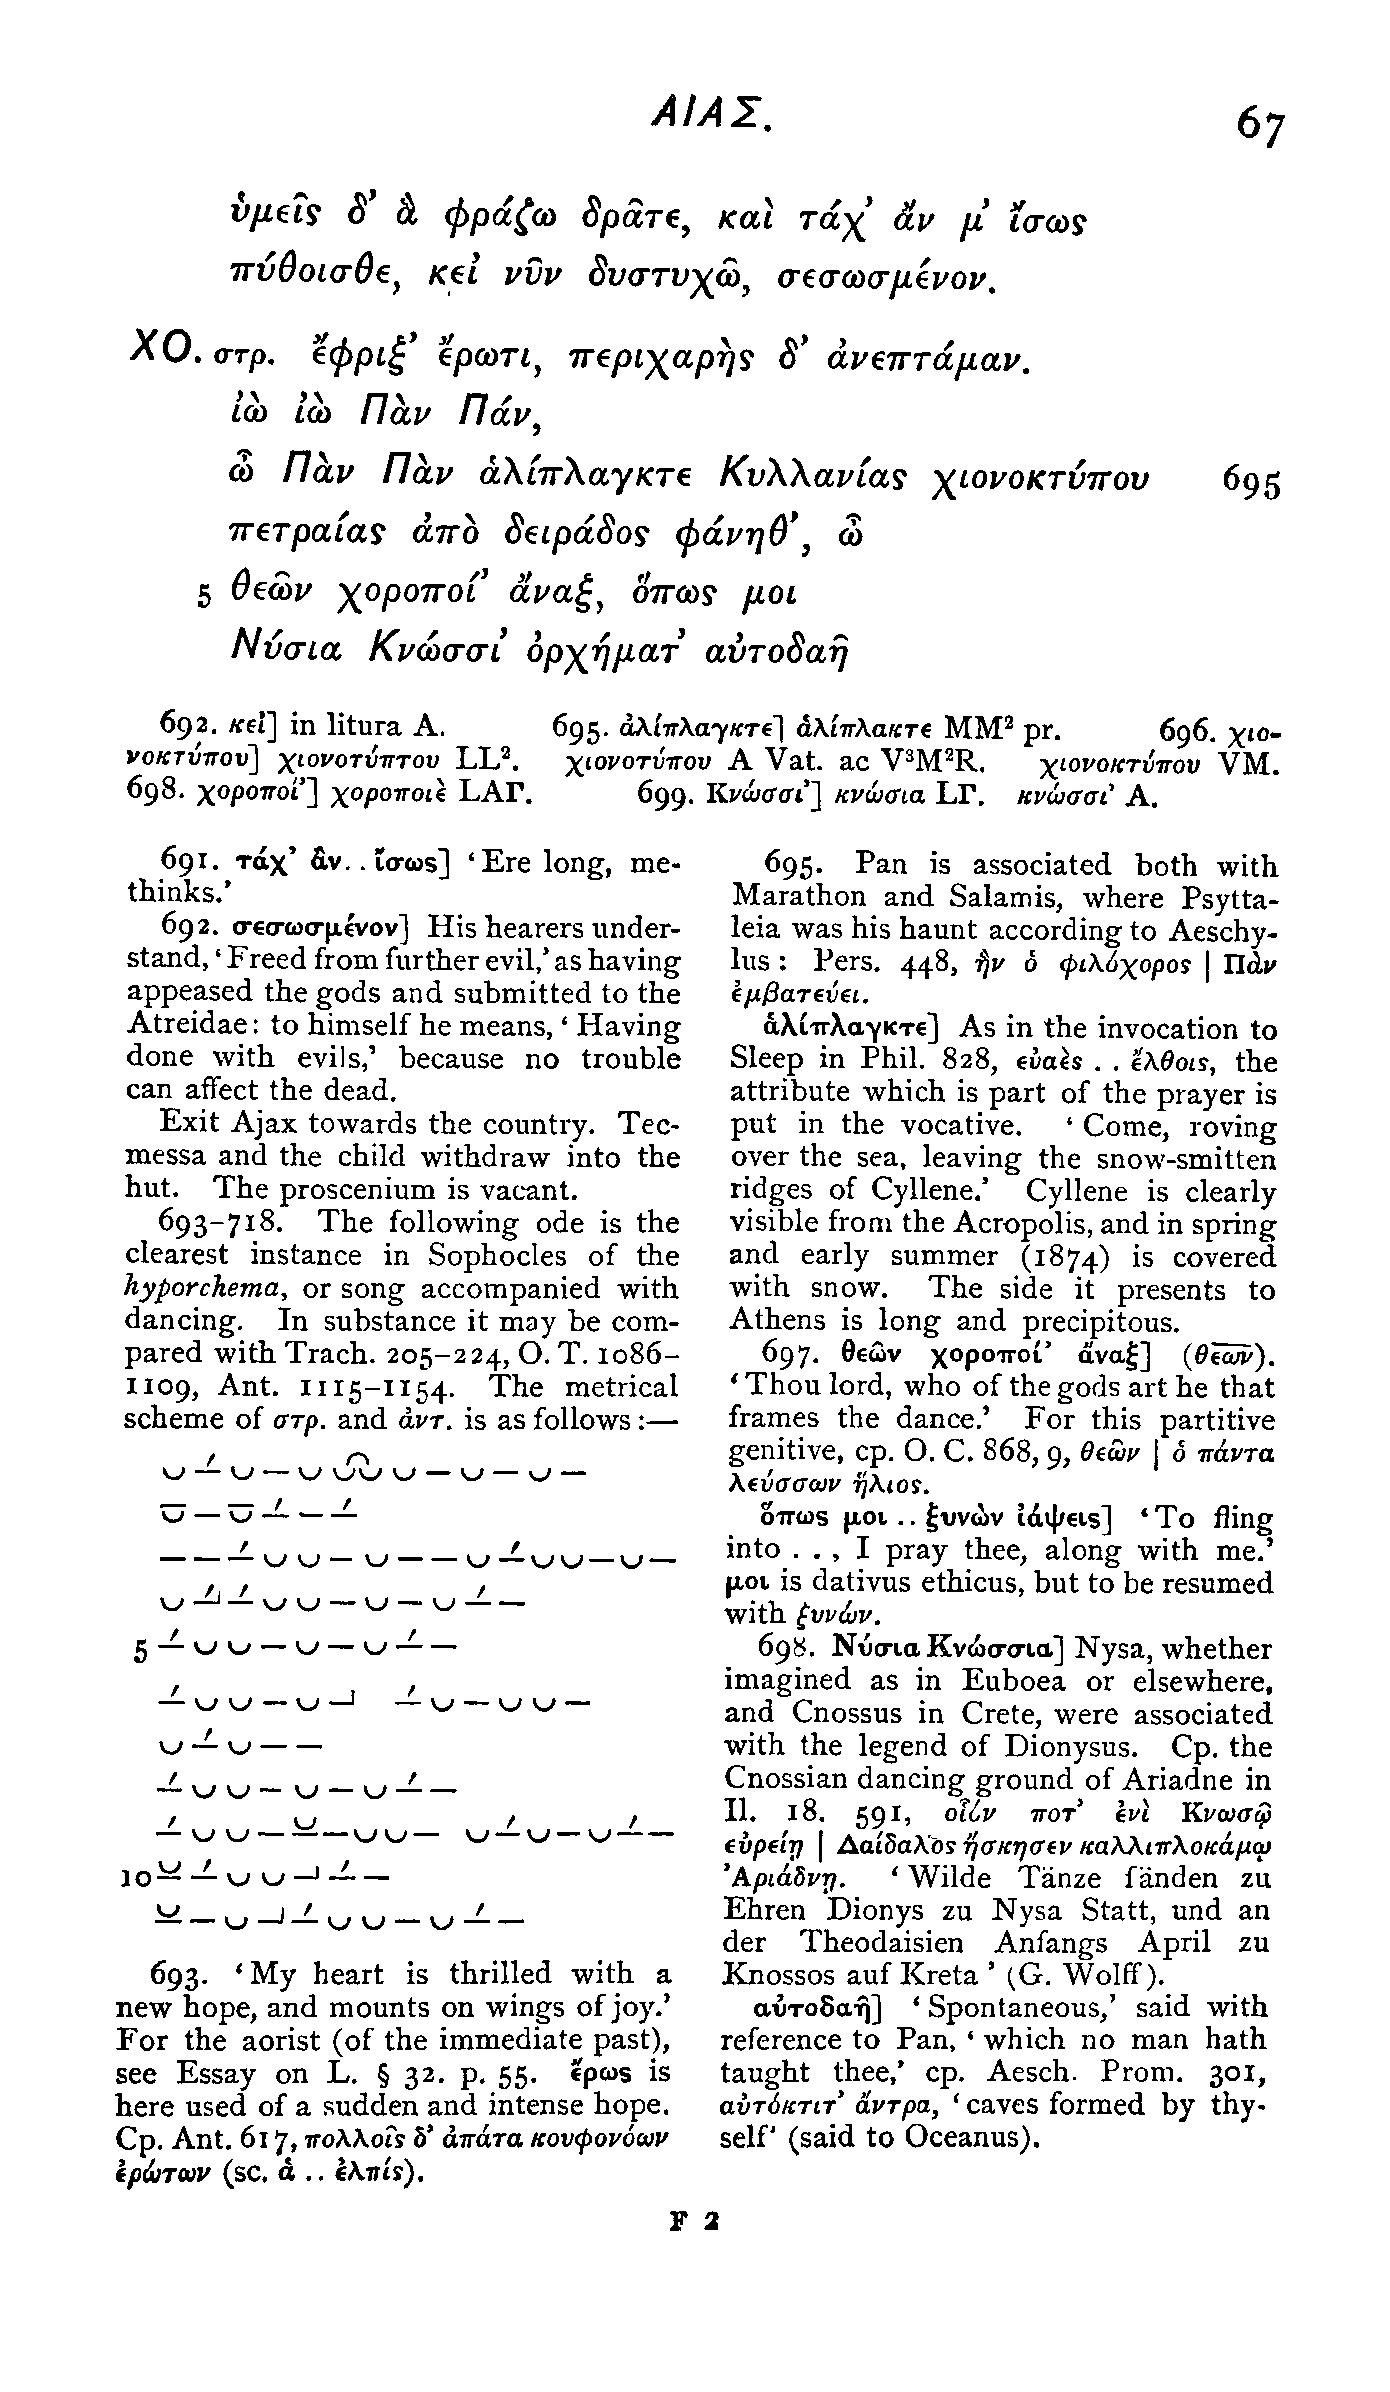 ΑΙΑΣ.
67
ὑμεῖς δ’ ἃ φράζω δρᾶτε, καὶ τάχ’ ἄν μ’ ἴσως
πύθοισθε, κεἰ νῦν δυστυχῶ, σεσωσμένον.
ΧΟ. στρ. ἔφριξ’ ἔρωτι, περιχαρὴς δ’ ἀνεπτάμαν.
ἰὼ ἰὼ Πὰν Πάν,
ὦ Πὰν Πὰν ἁλίπλαγκτε Κυλλανίας χιονοκτύπου 695
πετραίας ἀπὸ δειράδος φάνηθ’, ὦ
5 θεῶν χοροποί’ ἄναξ, ὅπως μοι
Νύσια Κνώσσι’ ὀρχήματ’ αὐτοδαῆ
692. κεἰ] in litura A. 695. ἁλίπλαγκτε] ἁλίπλακτε MM² pr. 696. χιο-
νοκτύπου] χιονοτύπτου LL². χιονοτύπου A Vat. ac V³M²R. χιονοκτύπου VM.
698. χοροποί’] χοροποιὲ LAΓ. 699. Κνώσσι’] κνώσια LΓ. κνώσσι’ A.
691. τάχ’ ἂν. . ἴσως] ‘Ere long, me-
thinks.’
692. σεσωσμένον] His hearers under-
stand, ‘Freed from further evil,’ as having
appeased the gods and submitted to the
Atreidae: to himself he means, ‘Having
done with evils,’ because no trouble
can affect the dead.
Exit Ajax towards the country. Tec-
messa and the child withdraw into the
hut. The proscenium is vacant.
693-718. The following ode is the
clearest instance in Sophocles of the
hyporchema, or song accompanied with
dancing. In substance it may be com-
pared with Trach. 205-224, O. T. 1086-
1109, Ant. 1115-1154. The metrical
scheme of στρ. and ἀντ. is as follows:—
5
10
693. ‘My heart is thrilled with a
new hope, and mounts on wings of joy.’
For the aorist (of the immediate past),
see Essay on L. § 32. p. 55. ἔρως is
here used of a sudden and intense hope.
Cp. Ant. 617, πολλοῖς δ’ ἀπάτα κουφονόων
ἐρώτων (sc. ἁ . . ἐλπίς).
695. Pan is associated both with
Marathon and Salamis, where Psytta-
leia was his haunt according to Aeschy-
lus: Pers. 448, ἣν ὁ φιλόχορος | Πὰν
ἐμβατεύει.
ἁλίπλαγκτε] As in the invocation to
Sleep in Phil. 828, εὐαὲς . . ἔλθοις, the
attribute which is part of the prayer is
put in the vocative. ‘Come, roving
over the sea, leaving the snow-smitten
ridges of Cyllene.’ Cyllene is clearly
visible from the Acropolis, and in spring
and early summer (1874) is covered
with snow. The side it presents to
Athens is long and precipitous.
697. θεῶν χοροποί’ ἄναξ] (θεων).
‘Thou lord, who of the gods art he that
frames the dance.’ For this partitive
genitive, cp. O. C. 868, 9, θεῶν | ὁ πάντα
λεύσσων ἥλιος.
ὅπως μοι . . ξυνὼν ἰάψεις] ‘To fling
into . . , I pray thee, along with me.’
μοι is dativus ethicus, but to be resumed
with ξυνών.
698. Νύσια Κνώσσια] Nysa, whether
imagined as in Euboea or elsewhere,
and Cnossus in Crete, were associated
with the legend of Dionysus. Cp. the
Cnossian dancing ground of Ariadne in
Il. 18. 591, οἷόν ποτ’ ἐνὶ Κνωσῷ
εὐρείῃ | Δαίδαλος ἤσκησεν καλλιπλοκάμῳ
Ἀριάδνῃ. ‘Wilde Tänze fänden zu
Ehren Dionys zu Nysa Statt, und an
der Theodaisien Anfangs April zu
Knossos auf Kreta’ (G. Wolff).
αὐτοδαῆ] ‘Spontaneous,’ said with
reference to Pan, ‘which no man hath
taught thee,’ cp. Aesch. Prom. 301,
αὐτόκτιτ’ ἄντρα, ‘caves formed by thy-
self’ (said to Oceanus).
F 2